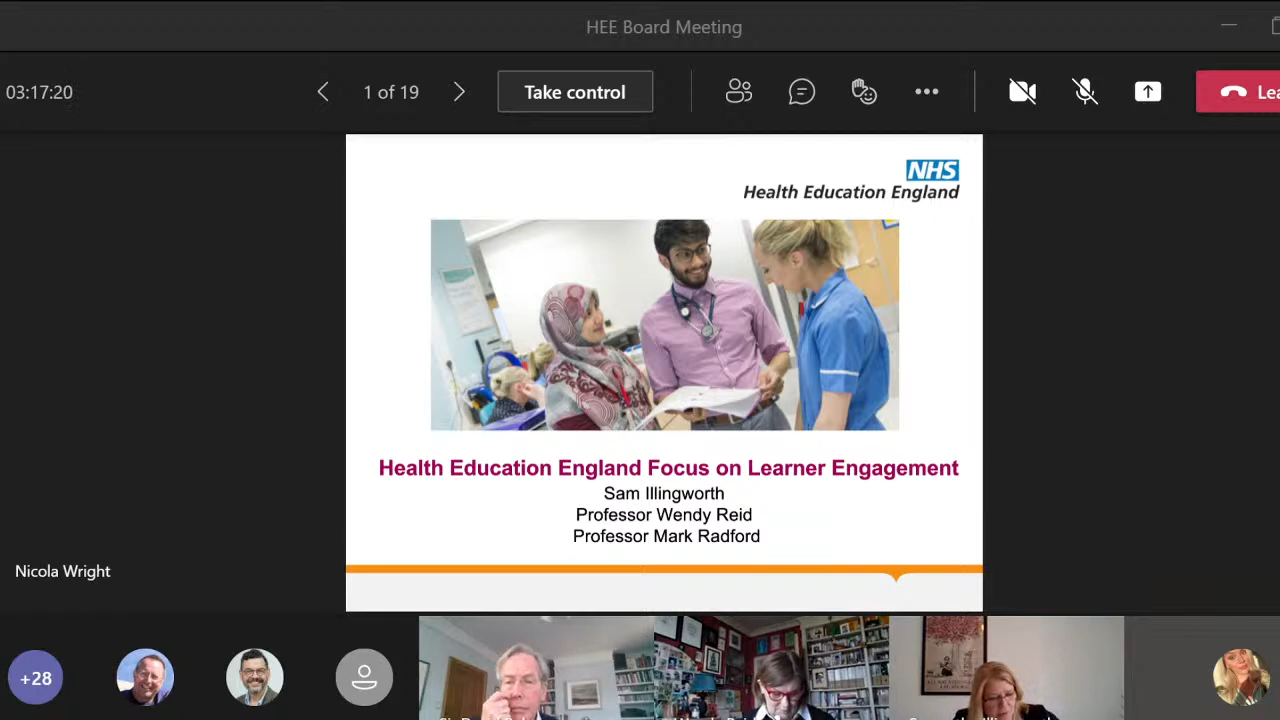 HEE Board Meeting
03:17:20
1 of 19
Take control
NHS
Health Education England
Health Education England Focus on Learner Engagement
Sam Illingworth
Professor Wendy Reid
Professor Mark Radford
Nicola Wright
+28